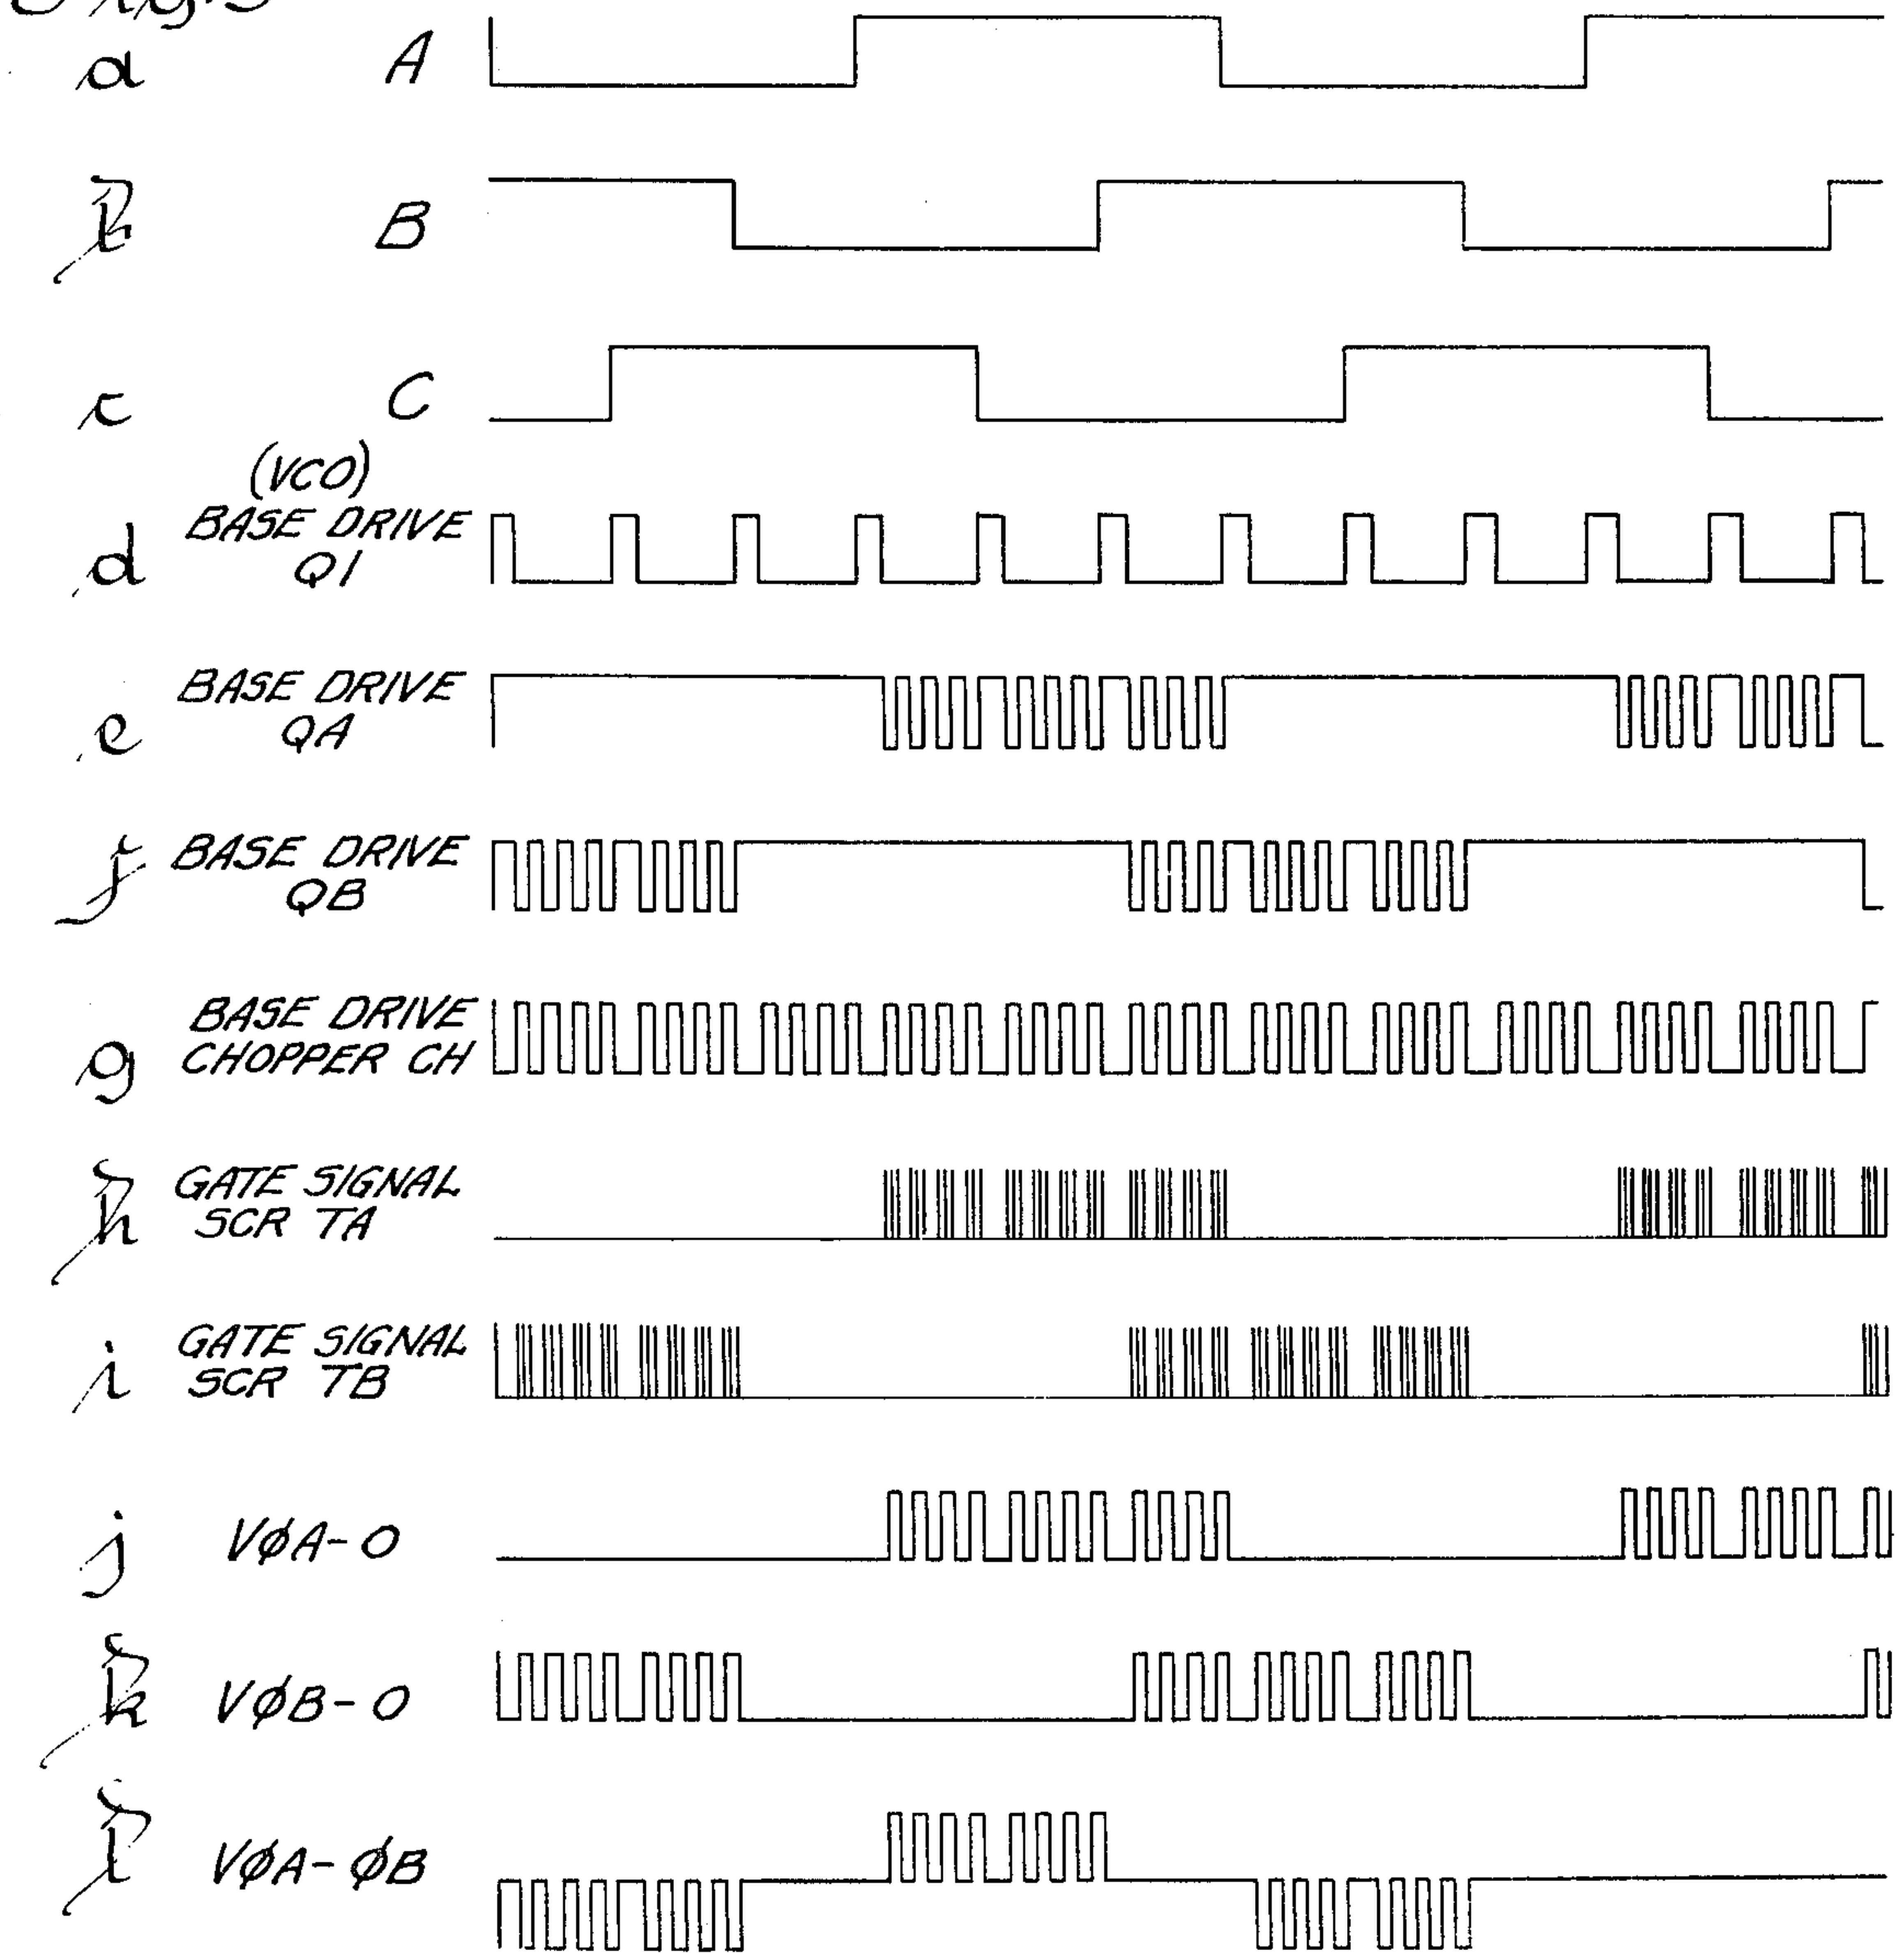 a A
b B
c C
(VCO)
d BASE DRIVE
Q1
e BASE DRIVE
QA
f BASE DRIVE
QB
g BASE DRIVE
CHOPPER CH
h GATE SIGNAL
SCR TA
i GATE SIGNAL
SCR TB
j VØA-O
k VØB-O
l VØA-ØB